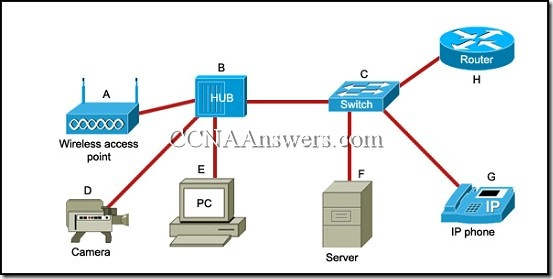 Router
H
B
HUB
C
Switch
A
Wireless access
point
CCNAAnswers.com
D
Camera
E
PC
F
Server
G
IP
IP phone